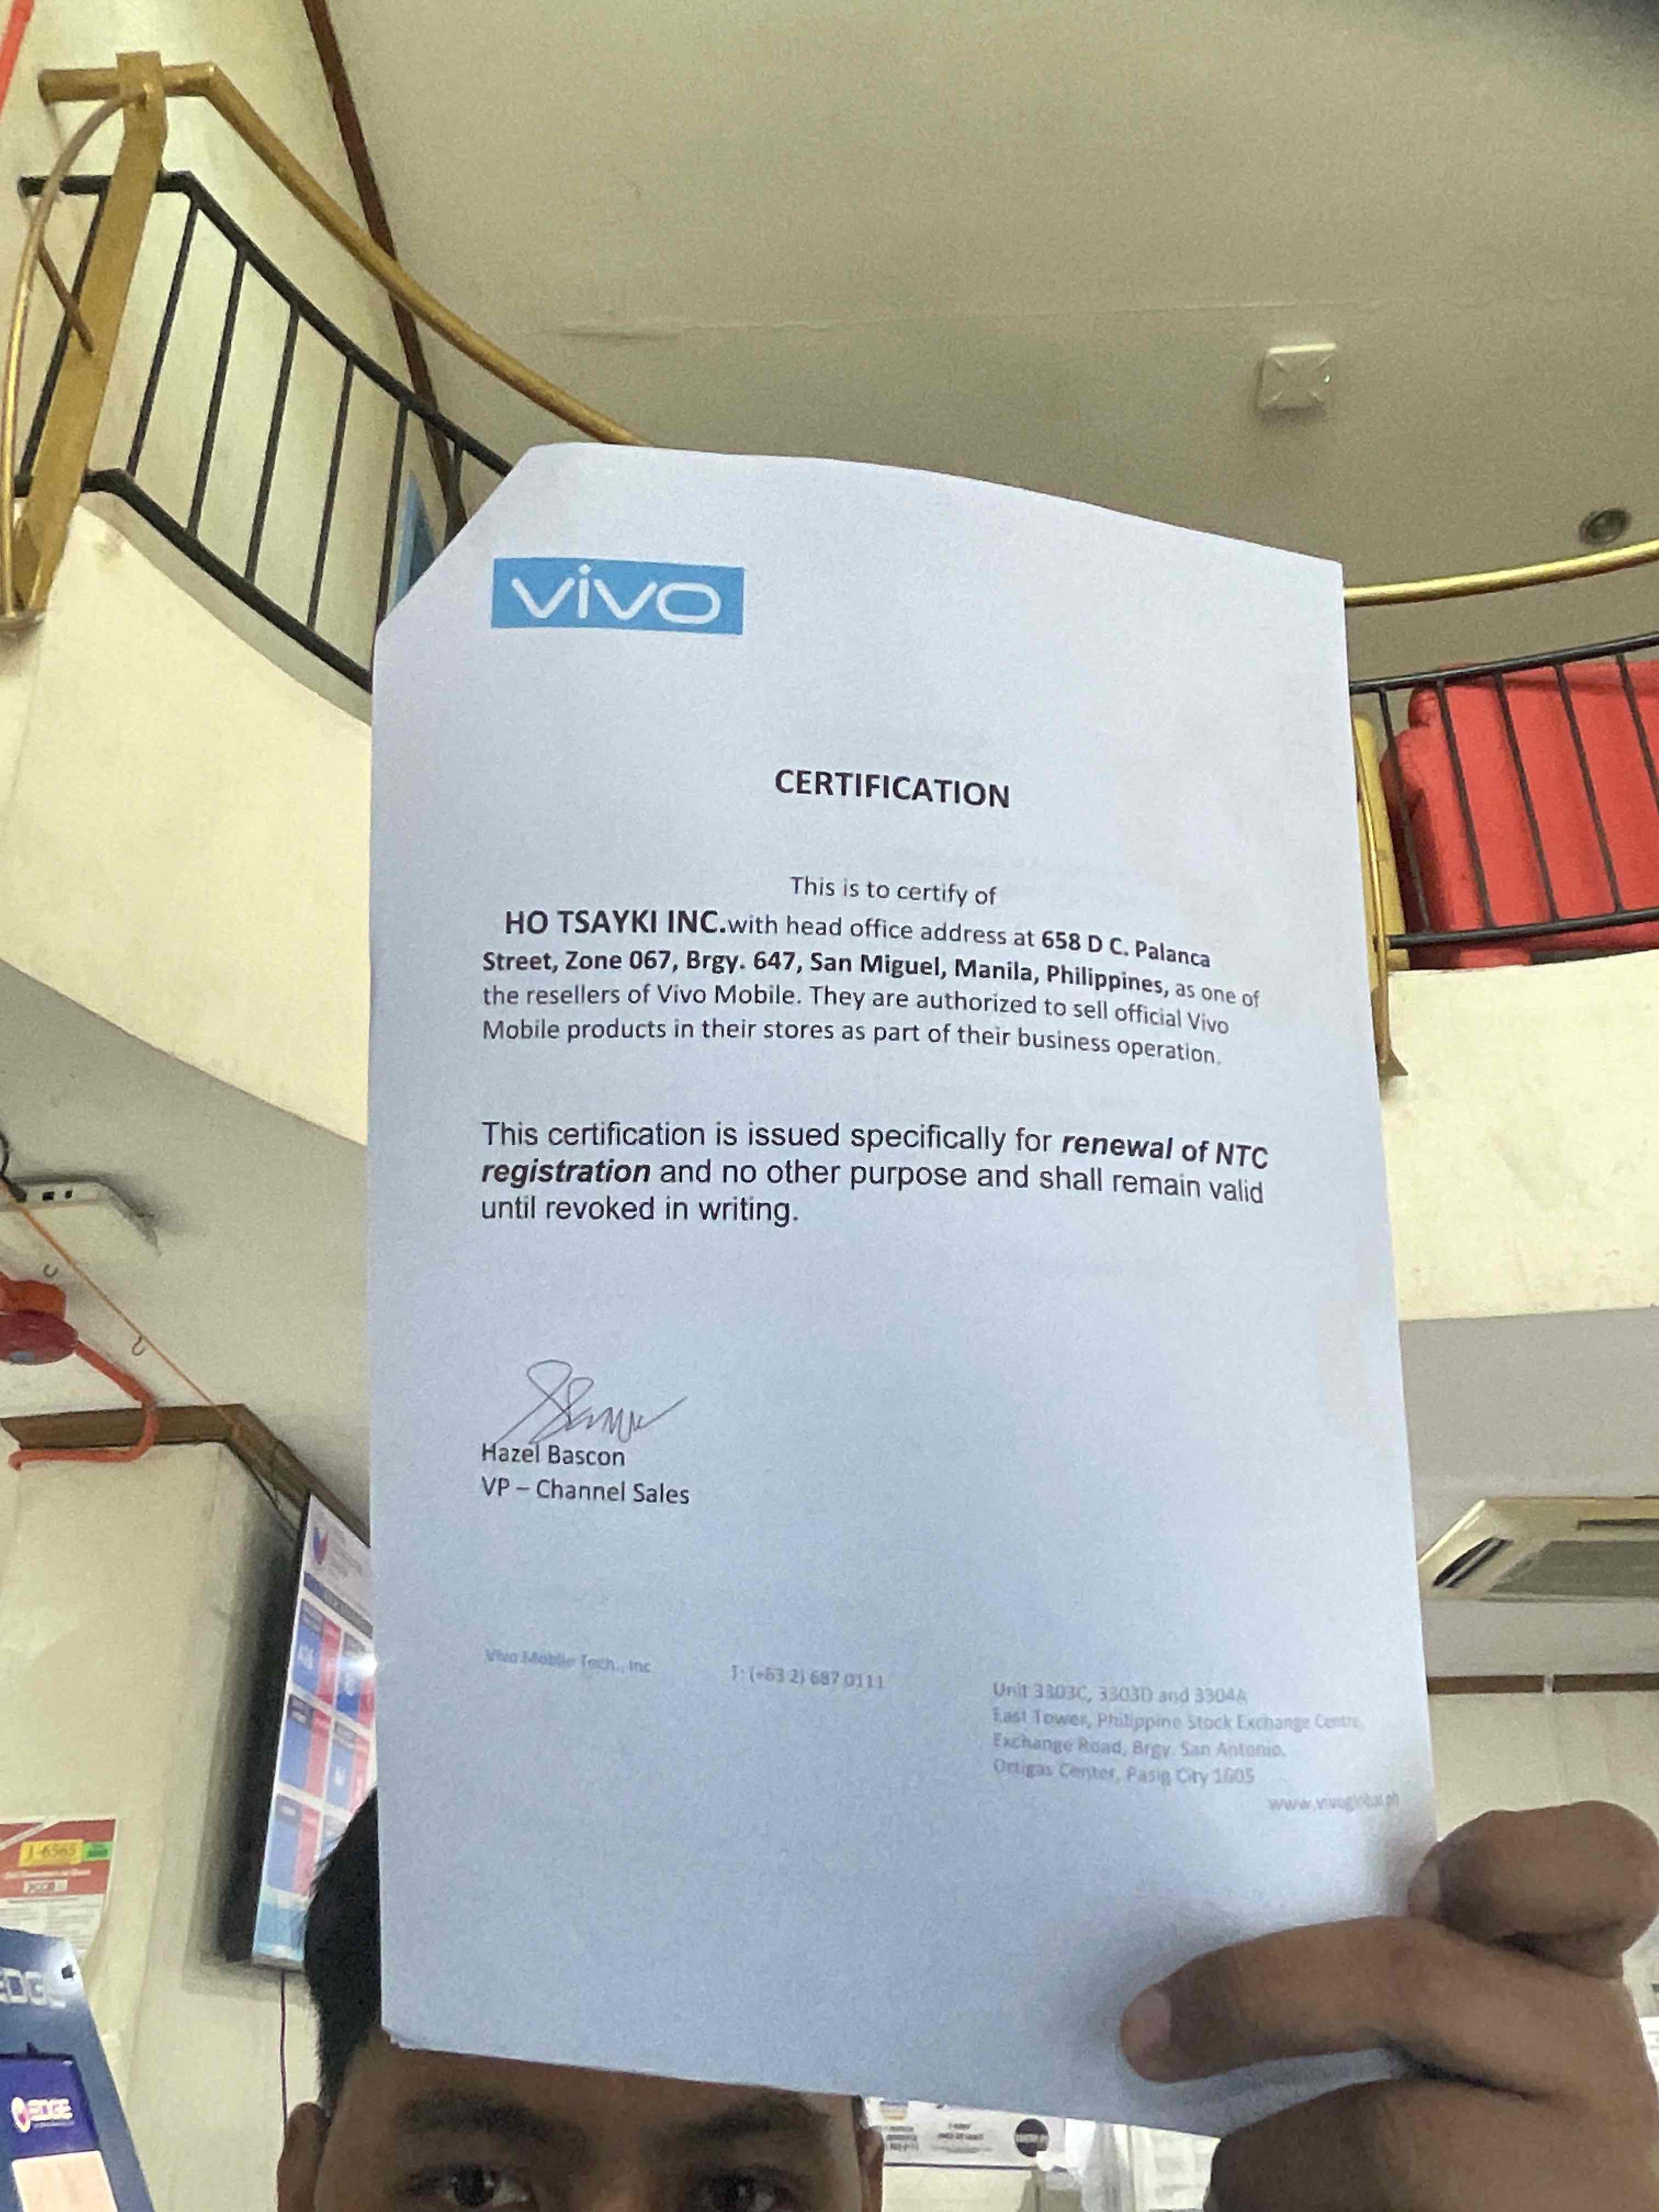 vivo
CERTIFICATION
This is to certify of
HO TSAYKI INC.with head office address at 658 D C. Palanca
Street, Zone 067, Brgy. 647, San Miguel, Manila, Philippines, as one of
the resellers of Vivo Mobile. They are authorized to sell official Vivo
Mobile products in their stores as part of their business operation.
This certification is issued specifically for renewal of NTC
registration and no other purpose and shall remain valid
until revoked in writing.
Hazel Bascon
VP – Channel Sales
Vivo Mobile Tech., Inc
T: (+63 2) 687 0111
Unit 3303C, 3303D and 3304A
East Tower, Philippine Stock Exchange Centre,
Exchange Road, Brgy. San Antonio,
Ortigas Center, Pasig City 1605
www.vivoglobal.ph
J-6565
EDGE